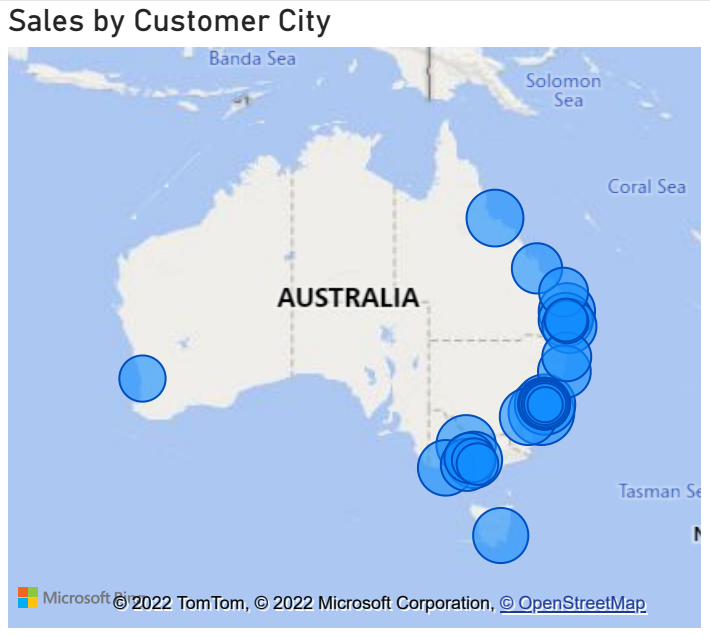 Sales by Customer City
Banda Sea
Solomon
Sea
Coral Sea
AUSTRALIA
Tasman Se
N
Microsoft Bing
© 2022 TomTom, © 2022 Microsoft Corporation, © OpenStreetMap